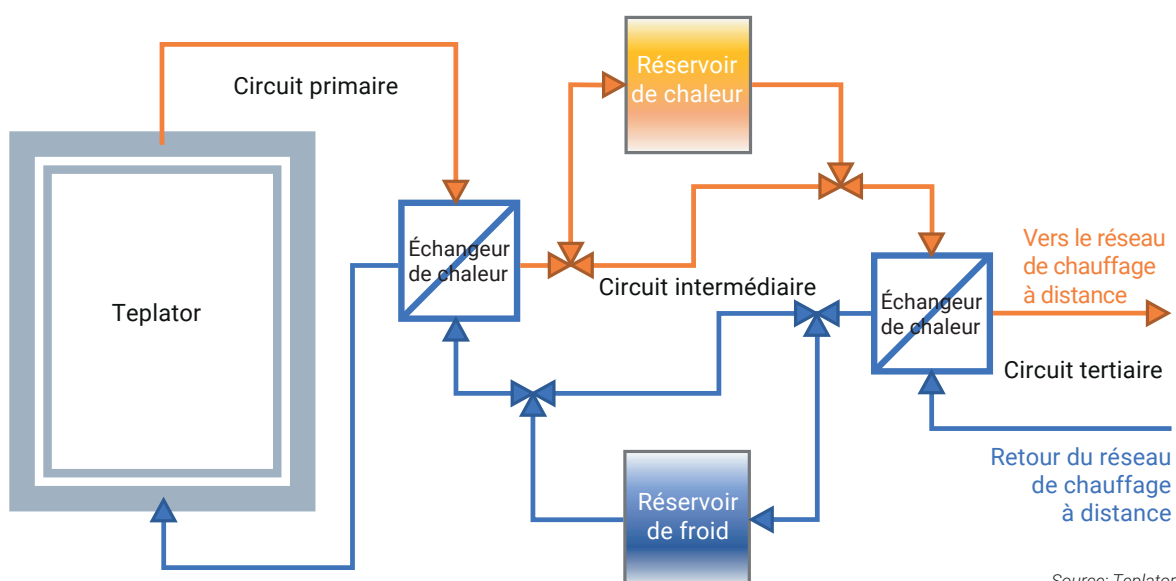 Réservoir
de chaleur
Circuit primaire
Échangeur
de chaleur
Vers le réseau
de chauffage
à distance
Circuit intermédiaire
Échangeur
de chaleur
Teplator
Circuit tertiaire
Retour du réseau
de chauffage
à distance
Réservoir
de froid
Source: Teplator